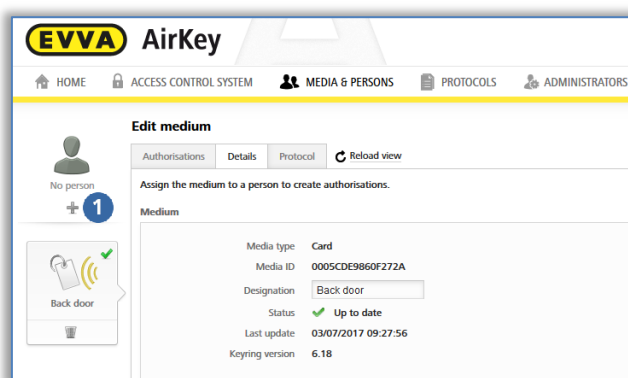 EVVA AirKey
HOME ACCESS CONTROL SYSTEM MEDIA & PERSONS PROTOCOLS ADMINISTRATORS
Edit medium
Authorisations Details Protocol Reload view
No person
Assign the medium to a person to create authorisations.
1
Medium
Media type Card
Media ID 0005CDE9860F272A
Designation Back door
Status Up to date
Last update 03/07/2017 09:27:56
Keyring version 6.18
Back door